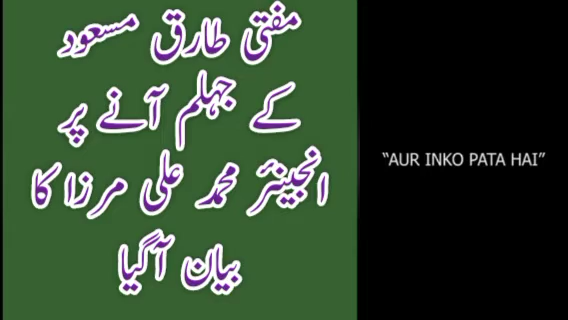 مفتی طارق مسعود
کے جہلم آنے پر
انجینئر محمد علی مرزا کا
بیان آگیا
“AUR INKO PATA HAI”